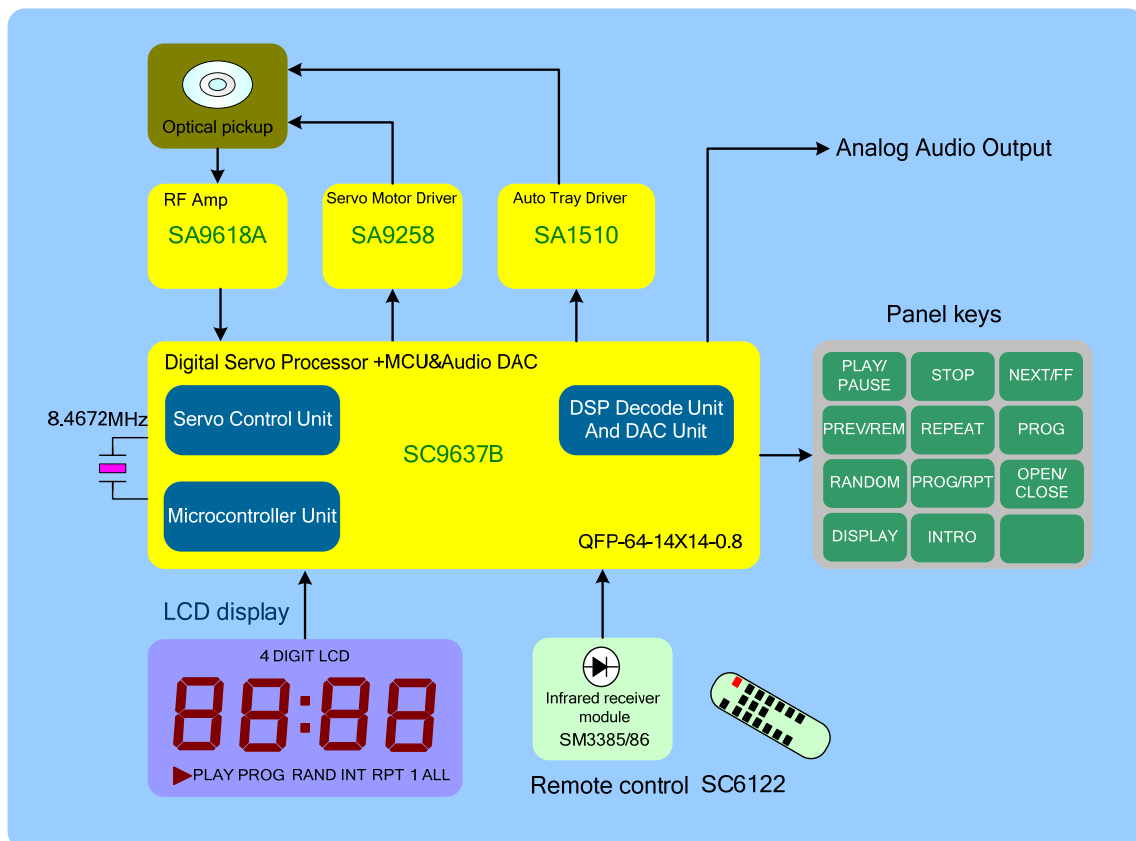 Optical pickup
Analog Audio Output
RF Amp
SA9618A
Servo Motor Driver
SA9258
Auto Tray Driver
SA1510
Panel keys
Digital Servo Processor +MCU&Audio DAC
8.4672MHz
Servo Control Unit
DSP Decode Unit
And DAC Unit
SC9637B
Microcontroller Unit
QFP-64-14X14-0.8
PLAY/
PAUSE
STOP
NEXT/FF
PREV/REM
REPEAT
PROG
RANDOM
PROG/RPT
OPEN/
CLOSE
DISPLAY
INTRO
LCD display
4 DIGIT LCD
88:88
PLAY PROG RAND INT RPT 1 ALL
Infrared receiver
module
SM3385/86
Remote control SC6122